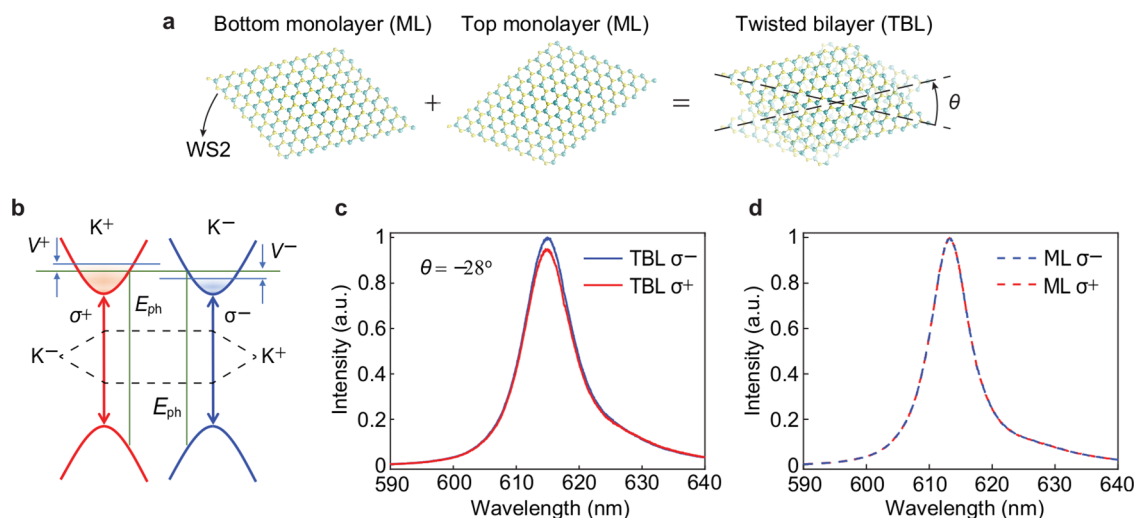 a Bottom monolayer (ML) Top monolayer (ML) Twisted bilayer (TBL)
+ = θ
WS2
b K⁺ K⁻
V⁺ V⁻
σ+ Eph σ−
K⁻ K⁺
Eph
c
θ = −28º
TBL σ−
TBL σ+
Intensity (a.u.)
1
0.8
0.6
0.4
0.2
0
590 600 610 620 630 640
Wavelength (nm)
d
ML σ−
ML σ+
Intensity (a.u.)
1
0.8
0.6
0.4
0.2
0
590 600 610 620 630 640
Wavelength (nm)